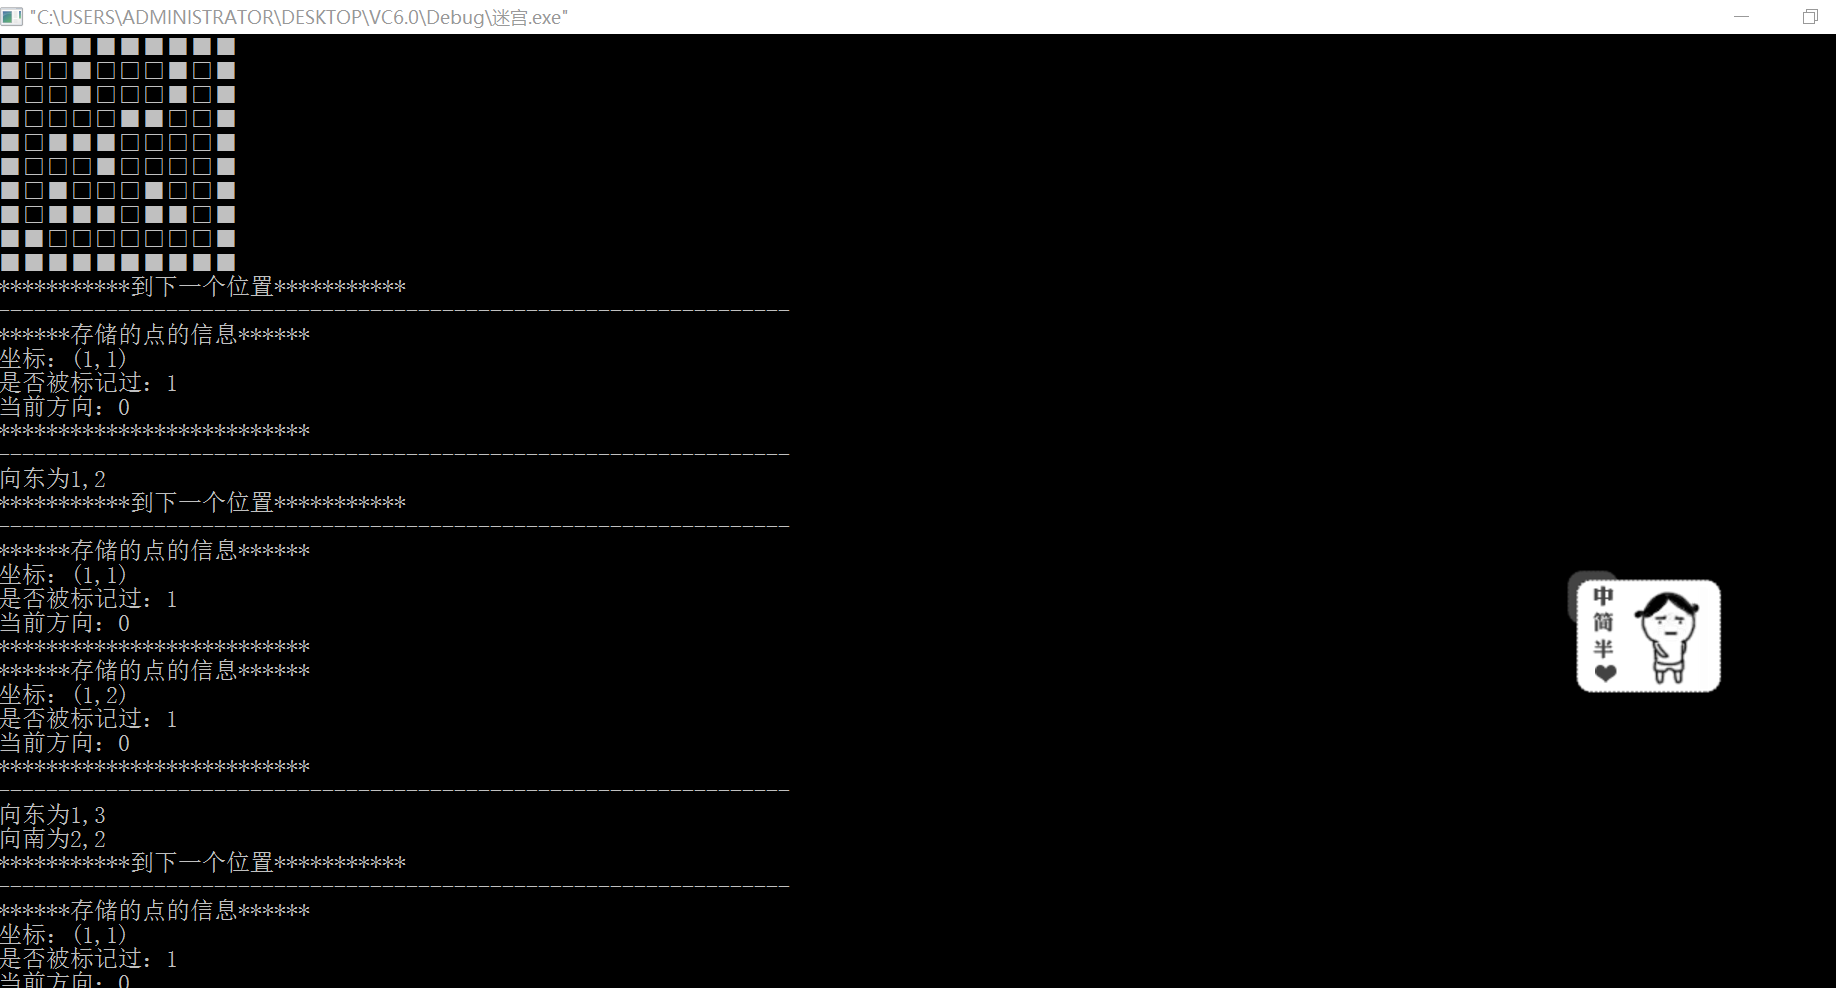 "C:\USERS\ADMINISTRATOR\DESKTOP\VC6.0\Debug\迷宫.exe"
■■■■■■■■■■
■□□■□□□■□■
■□□■□□□■□■
■□□□□■■□□■
■□■■■□□□□■
■□□□■□□□□■
■□■□□□■□□■
■□■■■□■■□■
■■□□□□□□□■
■■■■■■■■■■
***********到下一个位置***********
------------------------------------------------------------------
******存储的点的信息******
坐标：(1,1)
是否被标记过：1
当前方向：0
**************************
------------------------------------------------------------------
向东为1,2
***********到下一个位置***********
------------------------------------------------------------------
******存储的点的信息******
坐标：(1,1)
是否被标记过：1
当前方向：0
**************************
******存储的点的信息******
坐标：(1,2)
是否被标记过：1
当前方向：0
**************************
------------------------------------------------------------------
向东为1,3
向南为2,2
***********到下一个位置***********
------------------------------------------------------------------
******存储的点的信息******
坐标：(1,1)
是否被标记过：1
当前方向：0
中
简
半